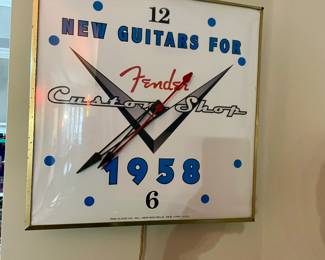 12
NEW GUITARS FOR
Fender
Custom Shop
1958
6